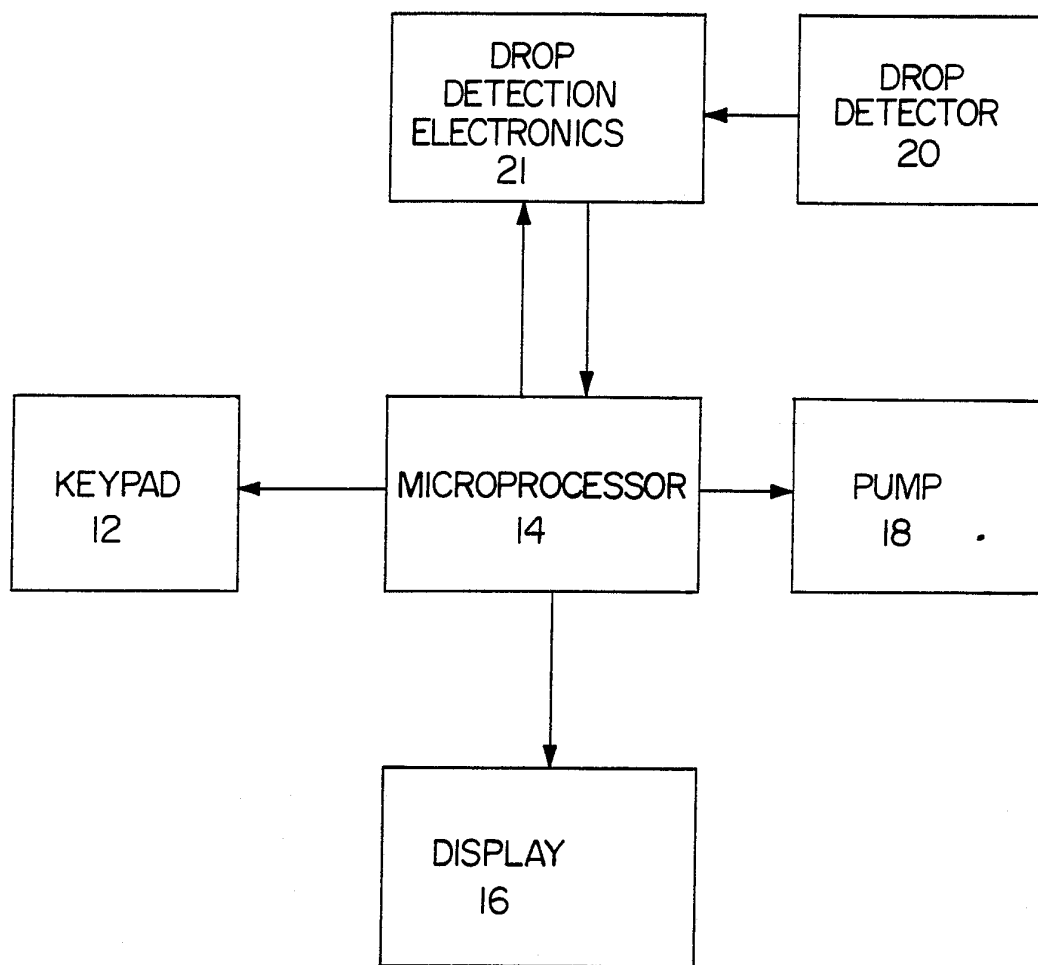 DROP
DETECTION
ELECTRONICS
21
DROP
DETECTOR
20
KEYPAD
12
MICROPROCESSOR
14
PUMP
18
DISPLAY
16